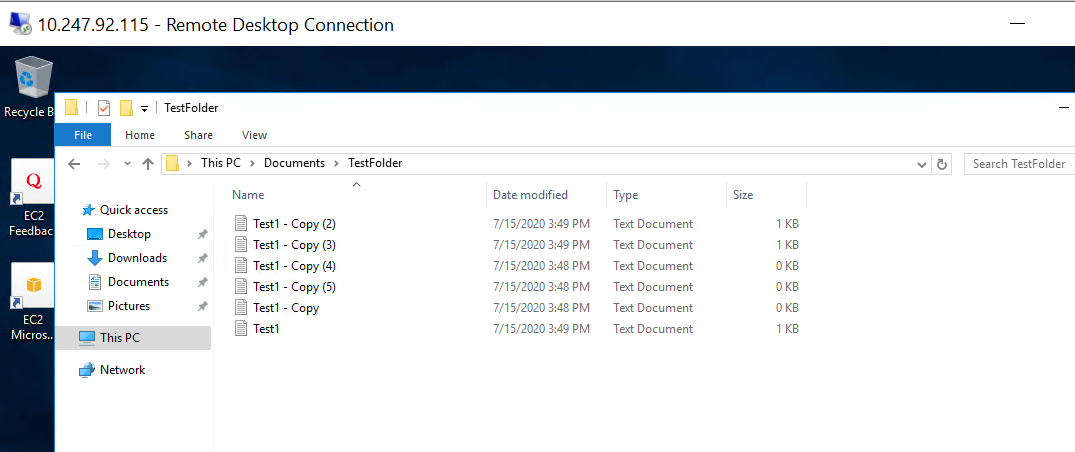 10.247.92.115 - Remote Desktop Connection
Recycle B
TestFolder
File Home Share View
This PC > Documents > TestFolder
Search TestFolder
Name Date modified Type Size
Quick access
Desktop
Downloads
Documents
Pictures
This PC
Network
Test1 - Copy (2) 7/15/2020 3:49 PM Text Document 1 KB
Test1 - Copy (3) 7/15/2020 3:49 PM Text Document 1 KB
Test1 - Copy (4) 7/15/2020 3:48 PM Text Document 0 KB
Test1 - Copy (5) 7/15/2020 3:48 PM Text Document 0 KB
Test1 - Copy 7/15/2020 3:48 PM Text Document 0 KB
Test1 7/15/2020 3:49 PM Text Document 1 KB
Q
EC2
Feedbac
EC2
Micros...